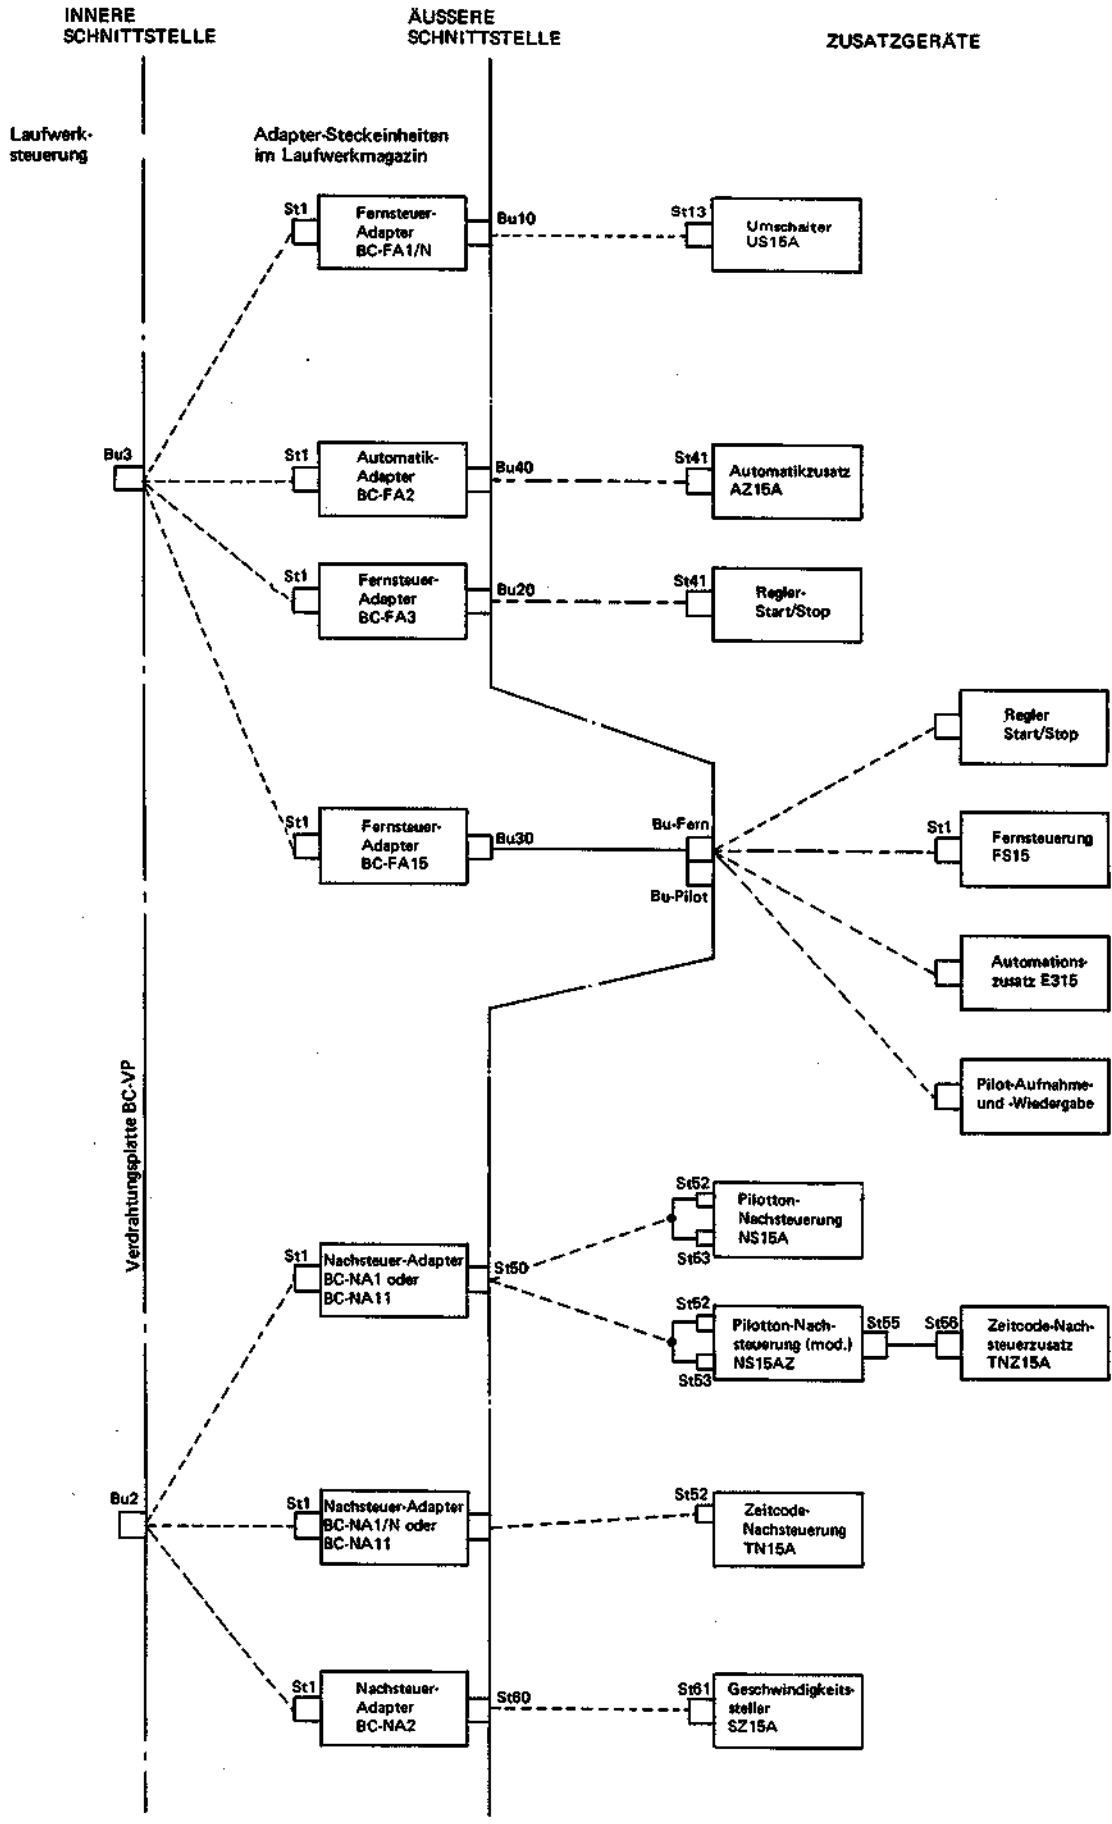 INNERE
SCHNITTSTELLE
ÄUSSERE
SCHNITTSTELLE
ZUSATZGERÄTE
Laufwerk-
steuerung
Adapter-Steckeinheiten
im Laufwerkmagazin
St1
Fernsteuer-
Adapter
BC-FA1/N
Bu10
St13
Umschalter
US15A
Bu3
St1
Automatik-
Adapter
BC-FA2
Bu40
St41
Automatikzusatz
AZ15A
St1
Fernsteuer-
Adapter
BC-FA3
Bu20
St41
Regler-
Start/Stop
Regler
Start/Stop
St1
Fernsteuer-
Adapter
BC-FA15
Bu30
Bu-Fern
Bu-Pilot
St1
Fernsteuerung
FS15
Automations-
zusatz E315
Pilot-Aufnahme-
und -Wiedergabe
Verdrahtungsplatte BC-VP
St1
Nachsteuer-Adapter
BC-NA1 oder
BC-NA11
St50
St52
St53
Pilotton-
Nachsteuerung
NS15A
St52
St53
Pilotton-Nach-
steuerung (mod.)
NS15AZ
St55
St56
Zeitcode-Nach-
steuerzusatz
TNZ15A
Bu2
St1
Nachsteuer-Adapter
BC-NA1/N oder
BC-NA11
St52
Zeitcode-
Nachsteuerung
TN15A
St1
Nachsteuer-
Adapter
BC-NA2
St60
St61
Geschwindigkeits-
steller
SZ15A